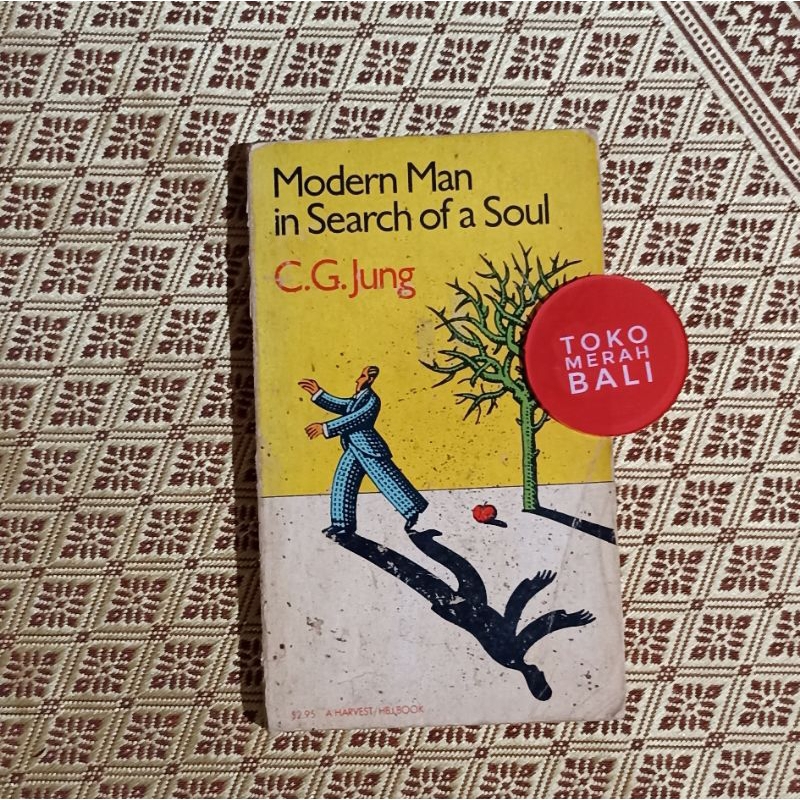 Modern Man
in Search of a Soul
C.G. Jung
TOKO
MERAH
BALI
$2.95 A HARVEST/HBJ BOOK